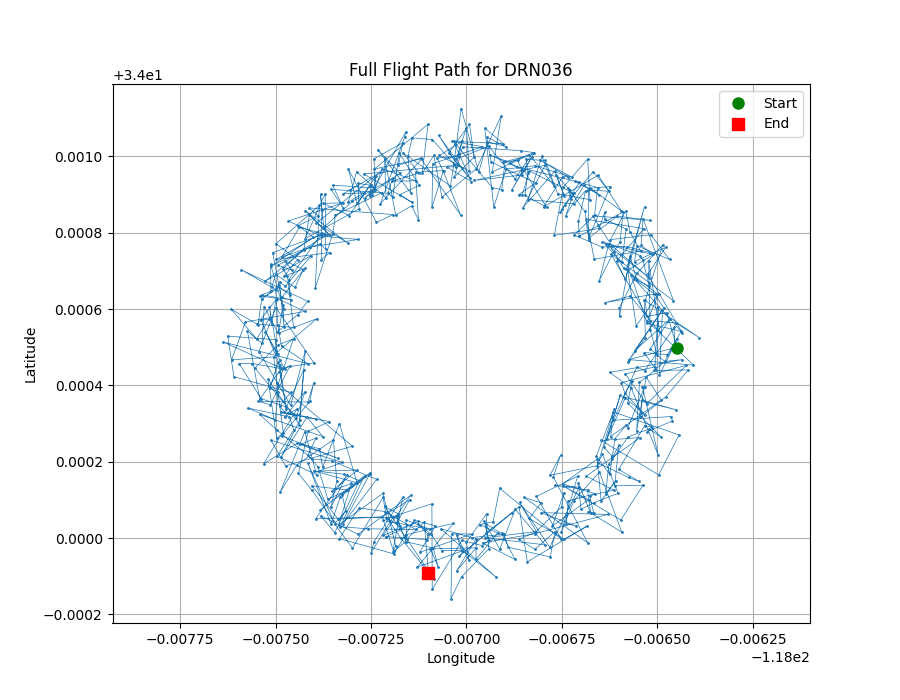 Full Flight Path for DRN036
+3.4e1
Start
End
0.0010
0.0008
0.0006
0.0004
0.0002
0.0000
−0.0002
Latitude
−0.00775
−0.00750
−0.00725
−0.00700
−0.00675
−0.00650
−0.00625
Longitude
−1.18e2